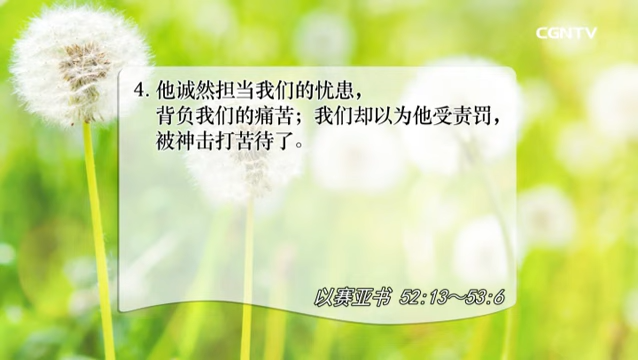 CGNTV
4. 他诚然担当我们的忧患，
背负我们的痛苦；我们却以为他受责罚，
被神击打苦待了。
以赛亚书 52:13～53:6